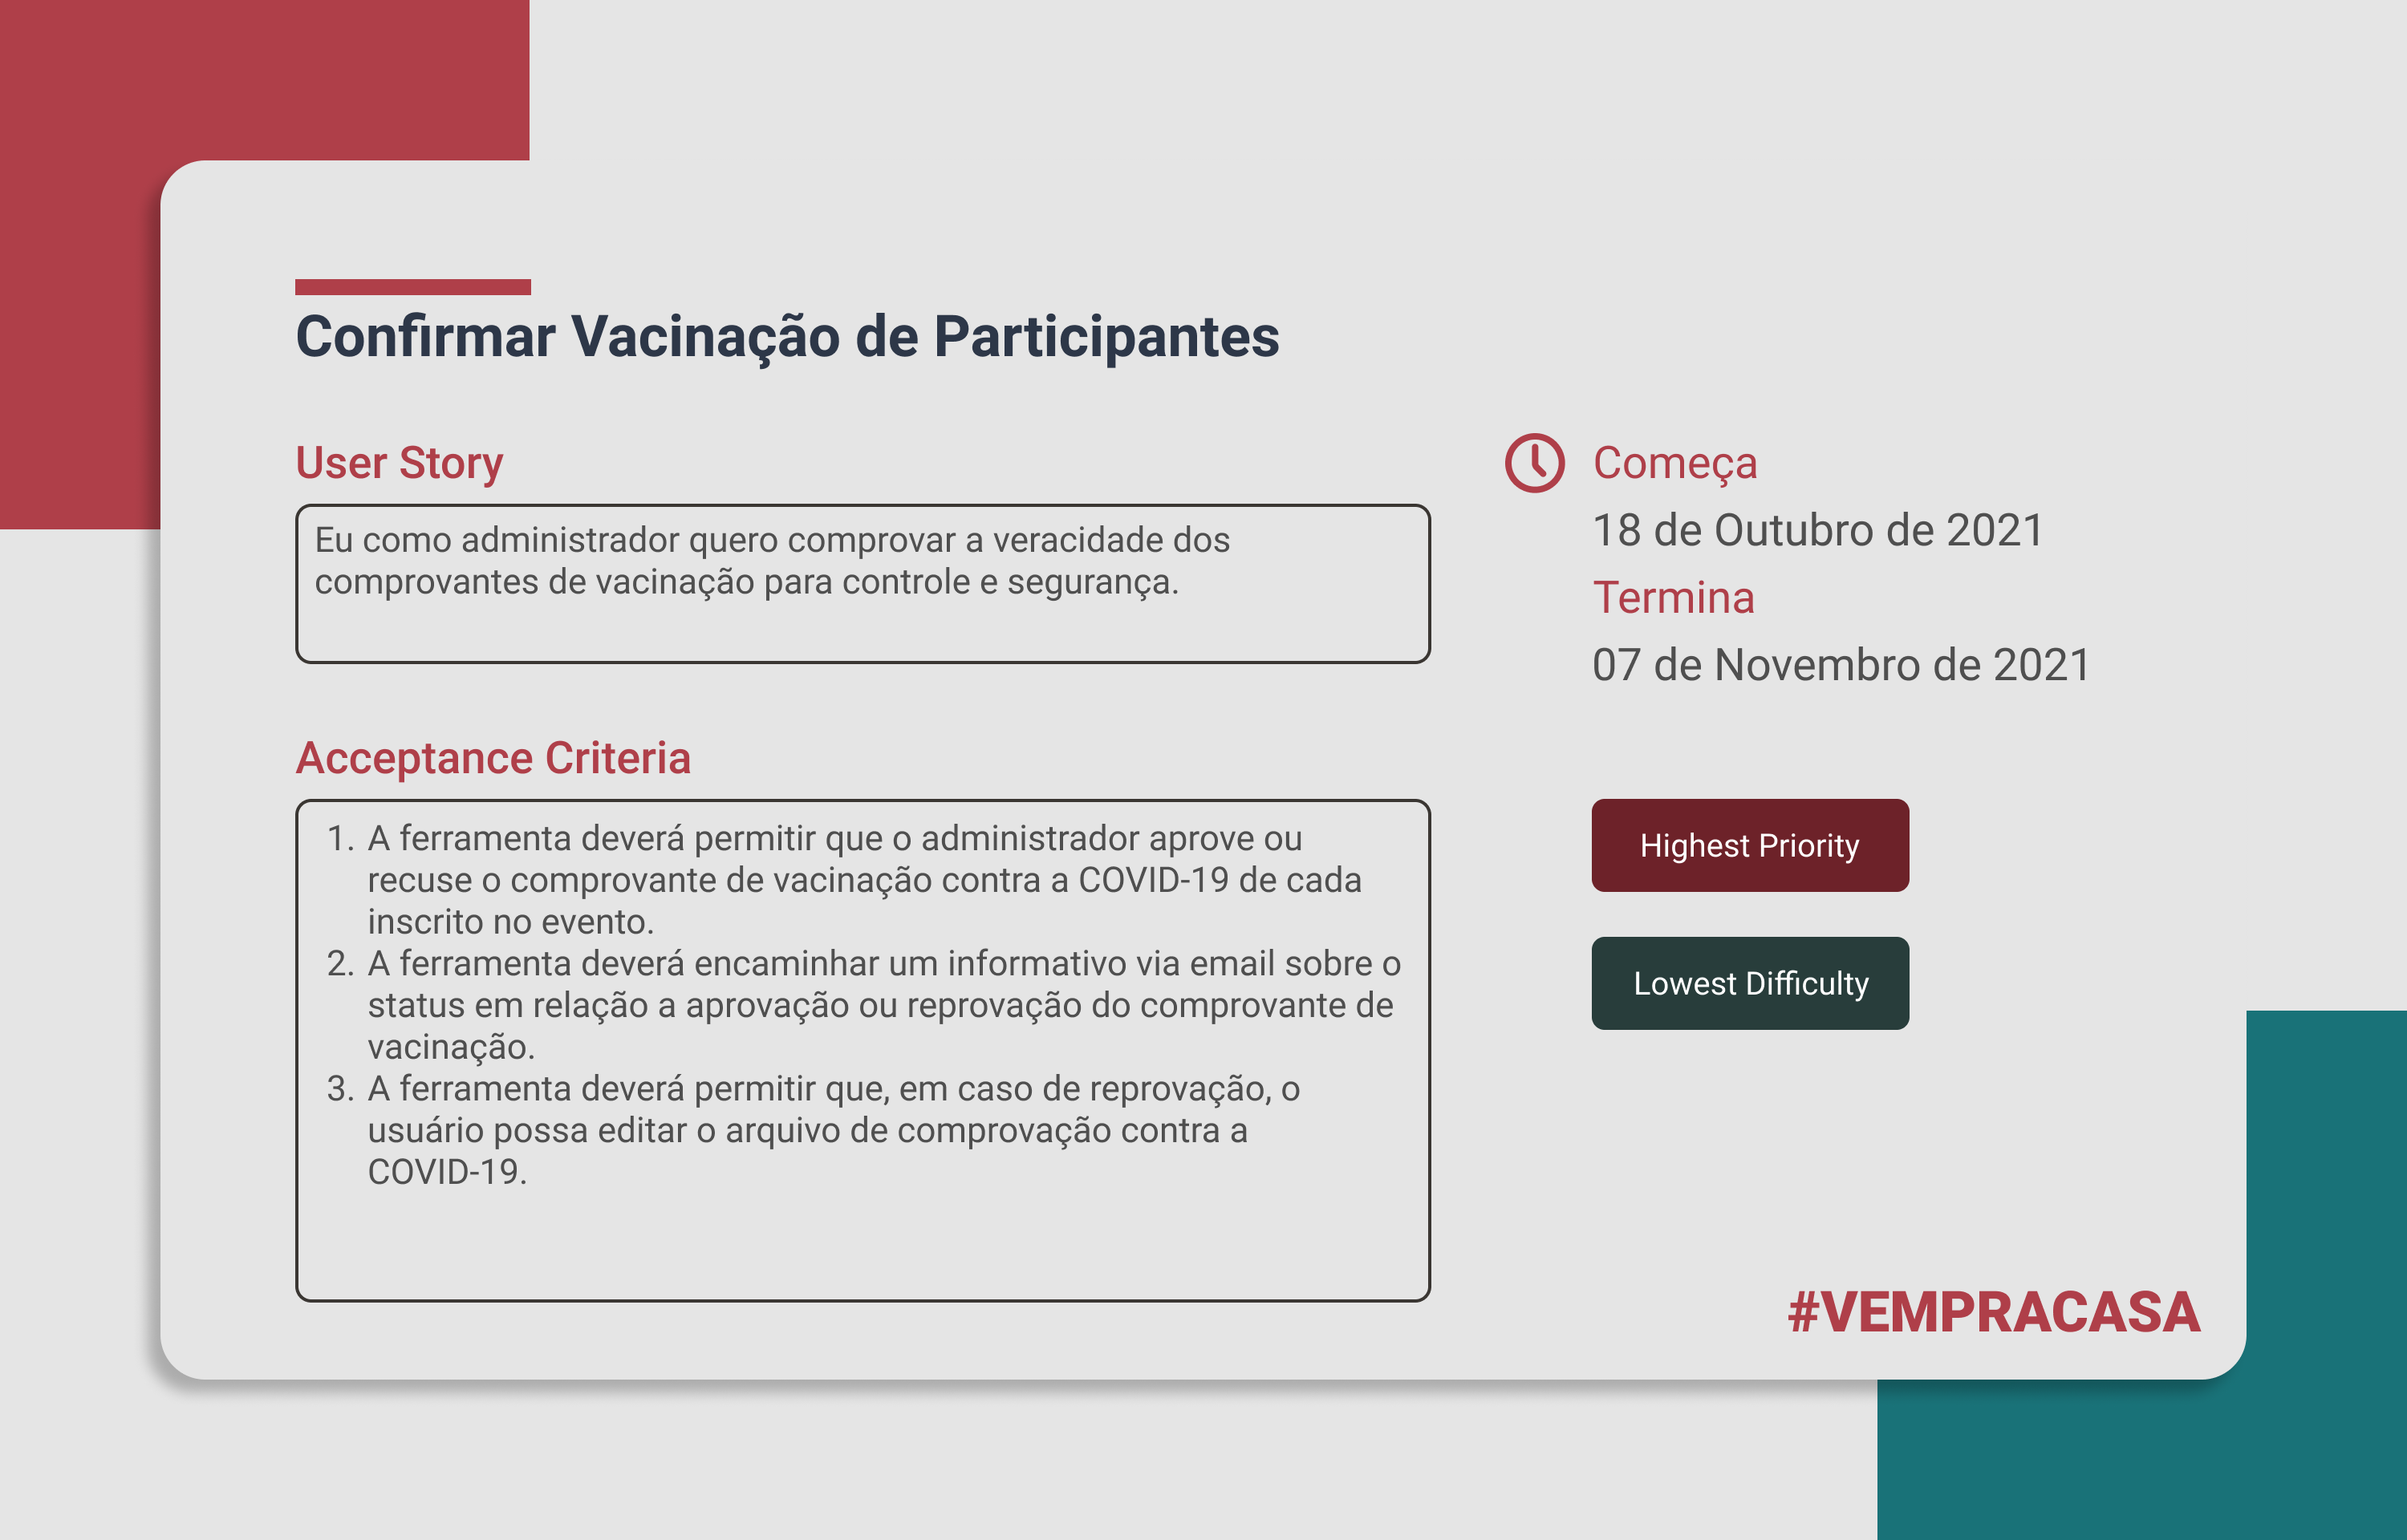 Confirmar Vacinação de Participantes
User Story
Eu como administrador quero comprovar a veracidade dos
comprovantes de vacinação para controle e segurança.
Acceptance Criteria
1. A ferramenta deverá permitir que o administrador aprove ou
recuse o comprovante de vacinação contra a COVID-19 de cada
inscrito no evento.
2. A ferramenta deverá encaminhar um informativo via email sobre o
status em relação a aprovação ou reprovação do comprovante de
vacinação.
3. A ferramenta deverá permitir que, em caso de reprovação, o
usuário possa editar o arquivo de comprovação contra a
COVID-19.
Começa
18 de Outubro de 2021
Termina
07 de Novembro de 2021
Highest Priority
Lowest Difficulty
#VEMPRACASA